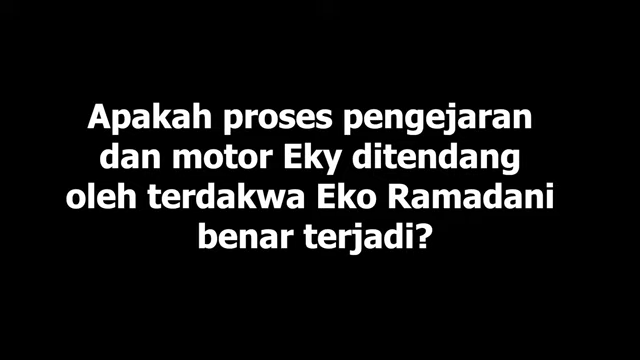 Apakah proses pengejaran
dan motor Eky ditendang
oleh terdakwa Eko Ramadani
benar terjadi?